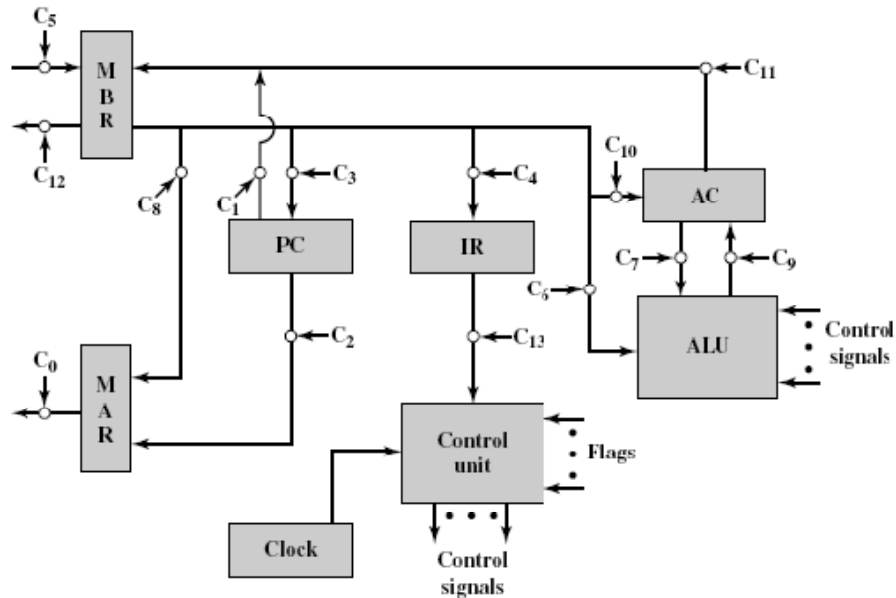 C5
M
B
R
C11
C12
C8
C1
C3
C4
C10
AC
PC
IR
C7
C9
C6
C2
C13
ALU
Control
signals
C0
M
A
R
Control
unit
Flags
Clock
Control
signals